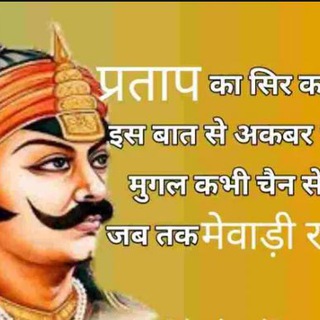 प्रताप का सिर क
इस बात से अकबर
मुगल कभी चैन से
जब तक मेवाड़ी र